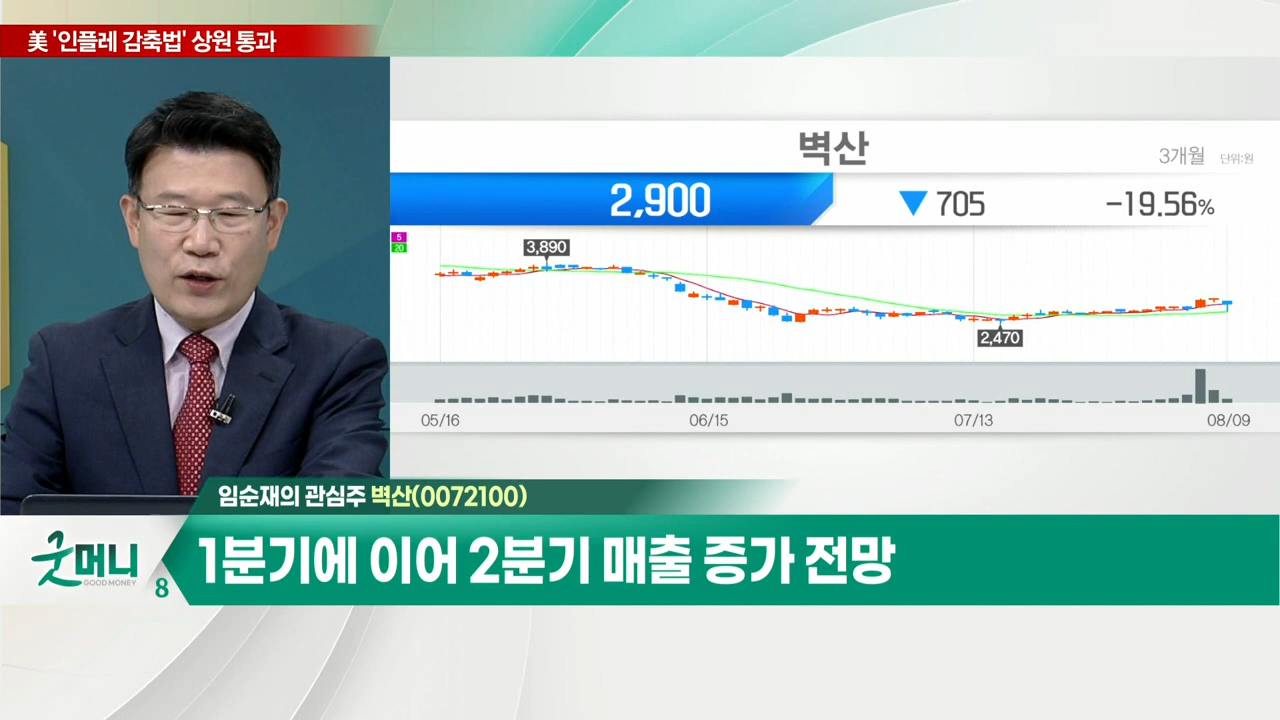 美 '인플레 감축법' 상원 통과
벽산
3개월 단위:원
2,900 ▼ 705 -19.56%
5
20
3,890
2,470
05/16 06/15 07/13 08/09
임순재의 관심주 벽산(0072100)
굿머니
GOOD MONEY
8
1분기에 이어 2분기 매출 증가 전망